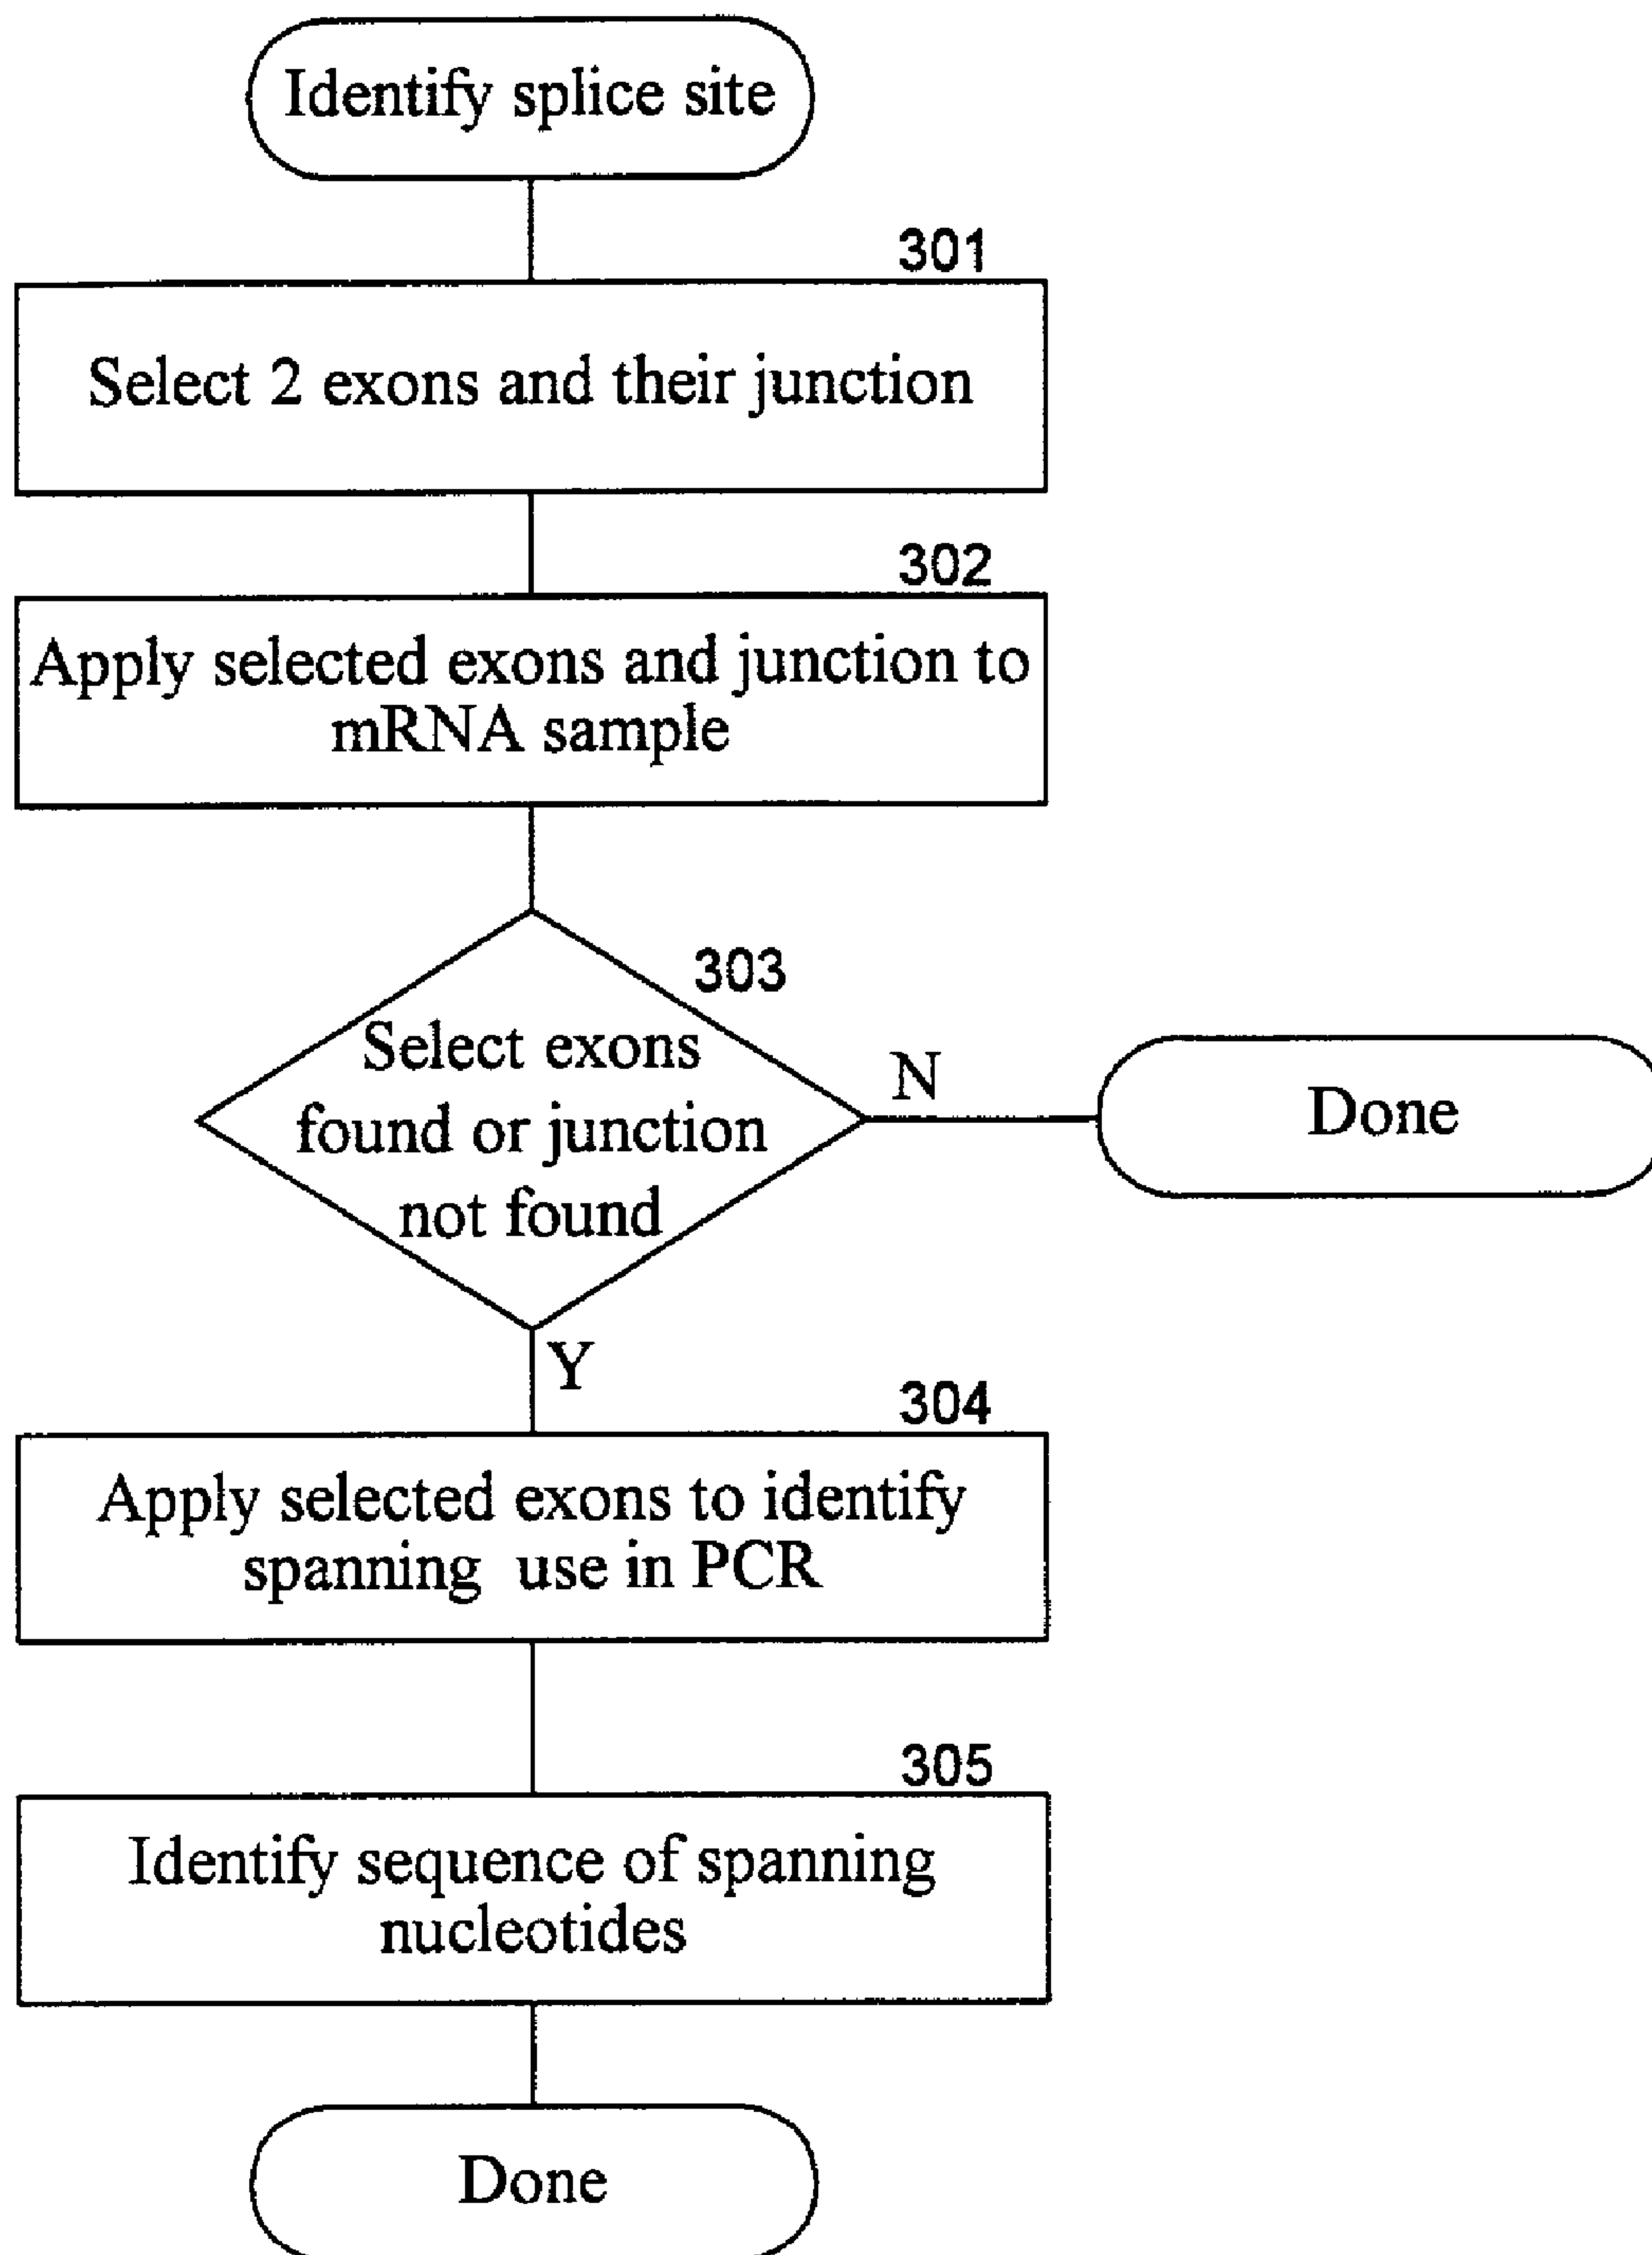 Identify splice site
301
Select 2 exons and their junction
302
Apply selected exons and junction to
mRNA sample
303
Select exons
found or junction
not found
N
Done
Y
304
Apply selected exons to identify
spanning use in PCR
305
Identify sequence of spanning
nucleotides
Done